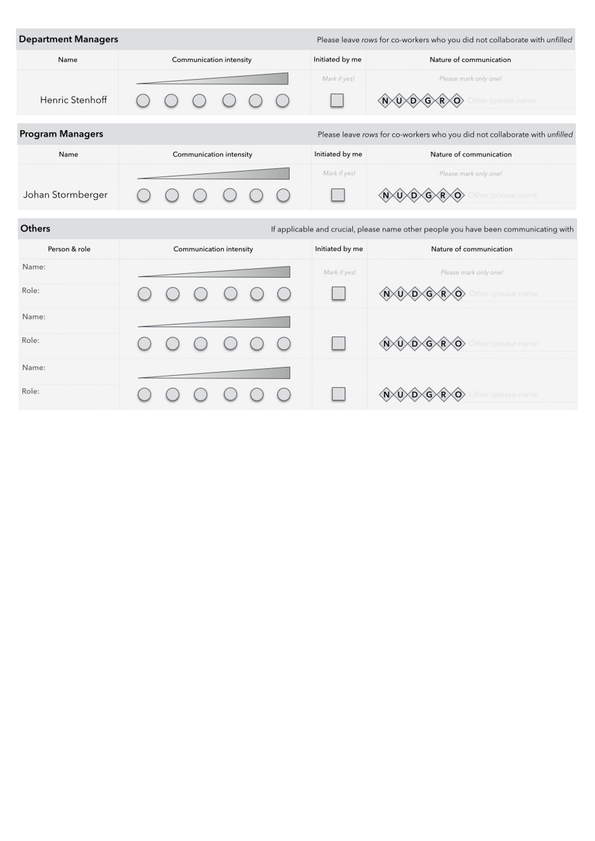 Department Managers Please leave rows for co-workers who you did not collaborate with unfilled
Name Communication intensity Initiated by me Nature of communication
Mark if yes! Please mark only one!
Henric Stenhoff N U D G R O Other (please name
Program Managers Please leave rows for co-workers who you did not collaborate with unfilled
Name Communication intensity Initiated by me Nature of communication
Mark if yes! Please mark only one!
Johan Stormberger N U D G R O Other (please name
Others If applicable and crucial, please name other people you have been communicating with
Person & role Communication intensity Initiated by me Nature of communication
Name: Mark if yes! Please mark only one!
Role: N U D G R O Other (please name
Name:
Role: N U D G R O Other (please name
Name:
Role: N U D G R O Other (please name